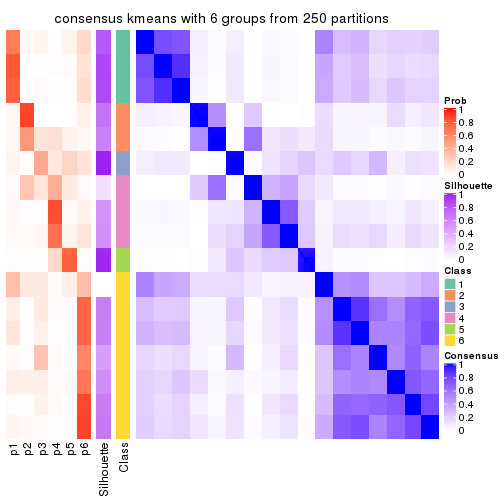 consensus kmeans with 6 groups from 250 partitions
Prob
1
0.8
0.6
0.4
0.2
0
Silhouette
1
0.8
0.6
0.4
0.2
0
Class
1
2
3
4
5
6
Consensus
1
0.8
0.6
0.4
0.2
0
p1
p2
p3
p4
p5
p6
Silhouette
Class